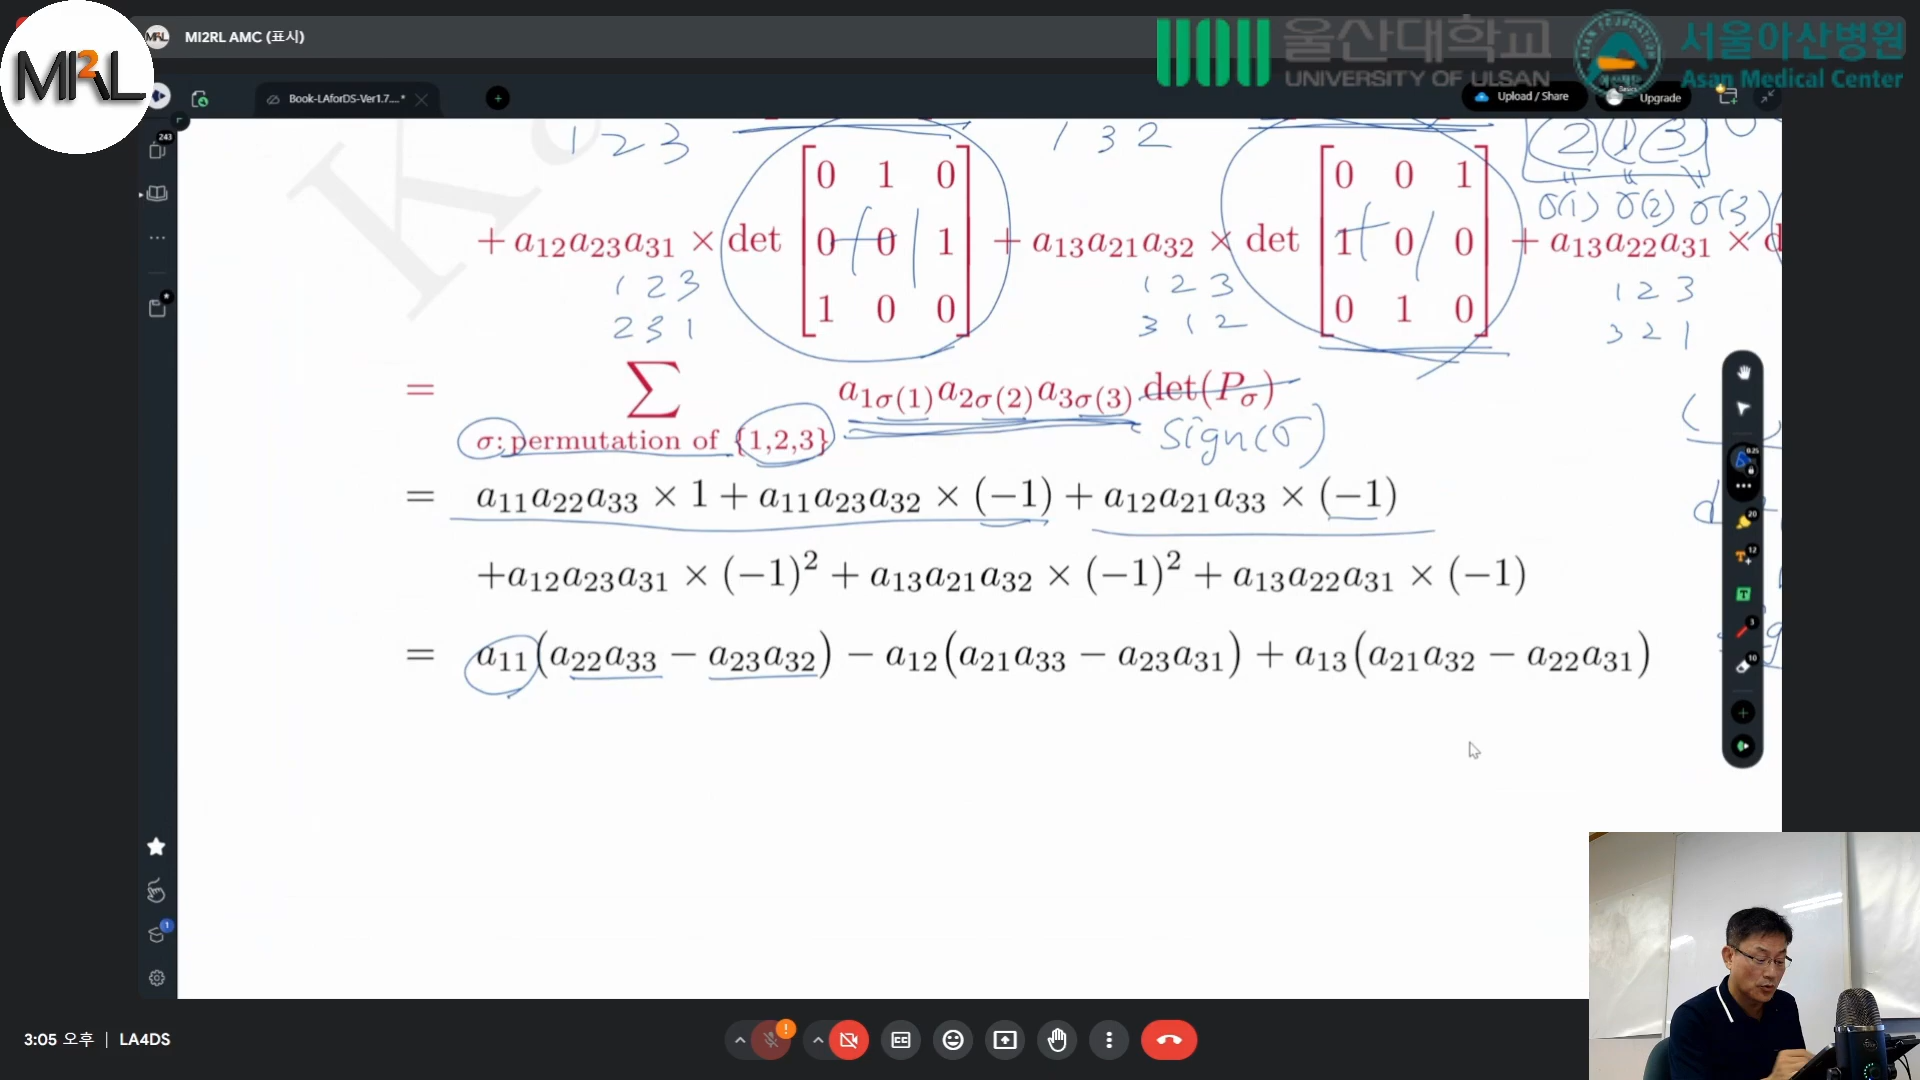 MI2RL
MI2RL AMC (표시)
울산대학교
UNIVERSITY OF ULSAN
서울아산병원
Asan Medical Center
Book-LAforDS-Ver1.7....*
Upload / Share
Upgrade
243
1 2 3
1 3 2
2 1 3
σ(1) σ(2) σ(3)
+ a₁₂a₂₃a₃₁ × det [0 1 0; 0 0 1; 1 0 0] + a₁₃a₂₁a₃₂ × det [0 0 1; 1 0 0; 0 1 0] + a₁₃a₂₂a₃₁ ×
1 2 3
2 3 1
1 2 3
3 1 2
1 2 3
3 2 1
= ∑ a₁σ(1)a₂σ(2)a₃σ(3) det(Pσ)
σ: permutation of {1,2,3}
sign(σ)
= a₁₁a₂₂a₃₃ × 1 + a₁₁a₂₃a₃₂ × (−1) + a₁₂a₂₁a₃₃ × (−1)
+a₁₂a₂₃a₃₁ × (−1)² + a₁₃a₂₁a₃₂ × (−1)² + a₁₃a₂₂a₃₁ × (−1)
= a₁₁(a₂₂a₃₃ − a₂₃a₃₂) − a₁₂(a₂₁a₃₃ − a₂₃a₃₁) + a₁₃(a₂₁a₃₂ − a₂₂a₃₁)
3:05 오후 | LA4DS